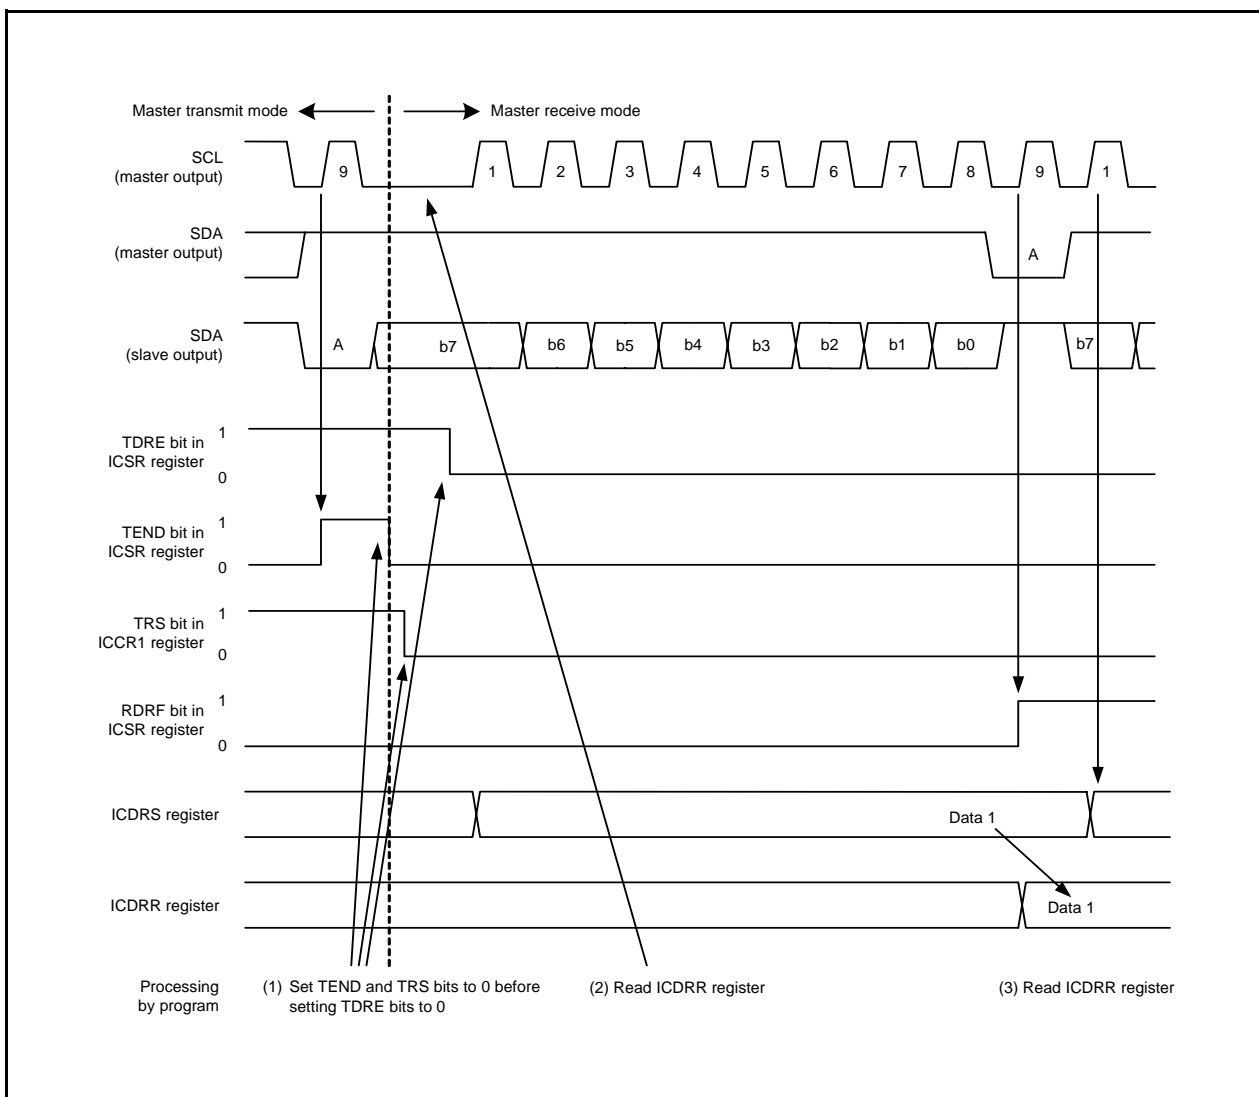 Master transmit mode
Master receive mode
SCL
(master output)
9
1
2
3
4
5
6
7
8
9
1
SDA
(master output)
A
SDA
(slave output)
A
b7
b6
b5
b4
b3
b2
b1
b0
b7
TDRE bit in
ICSR register
1
0
TEND bit in
ICSR register
1
0
TRS bit in
ICCR1 register
1
0
RDRF bit in
ICSR register
1
0
ICDRS register
Data 1
ICDRR register
Data 1
Processing
by program
(1) Set TEND and TRS bits to 0 before
setting TDRE bits to 0
(2) Read ICDRR register
(3) Read ICDRR register